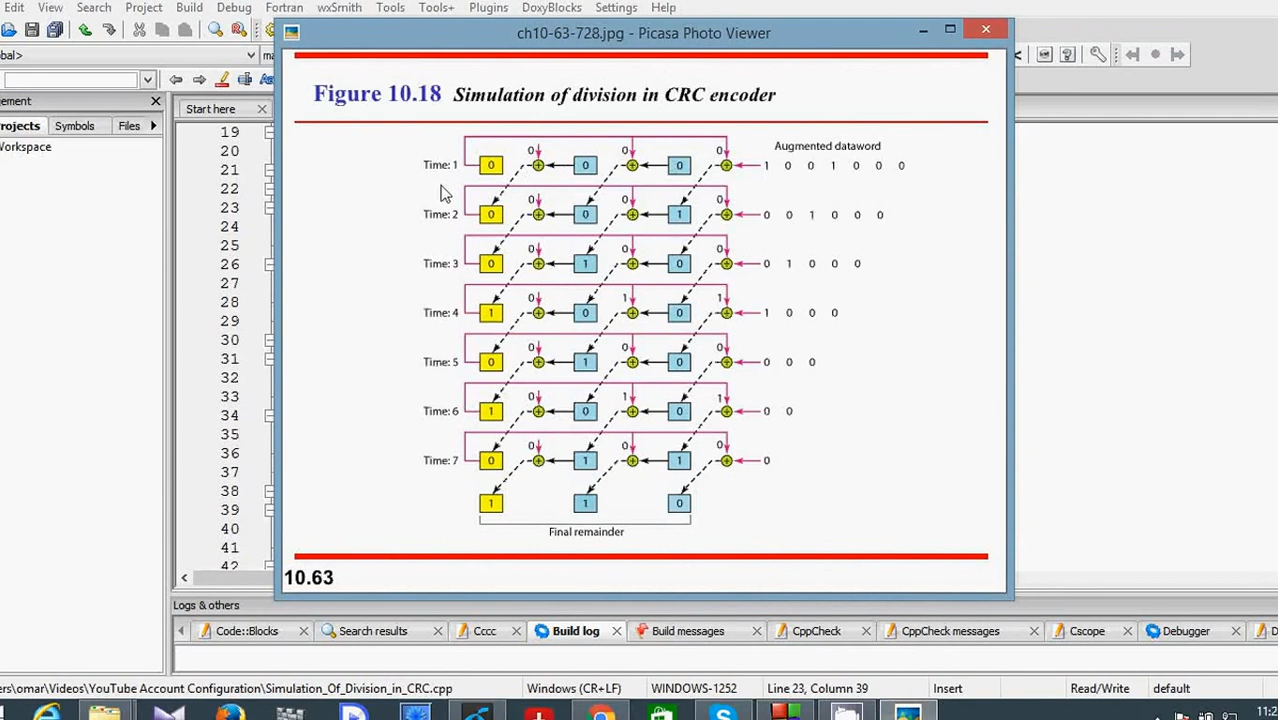 Edit View Search Project Build Debug Fortran wxSmith Tools Tools+ Plugins DoxyBlocks Settings Help
ch10-63-728.jpg - Picasa Photo Viewer
Start here
Projects Symbols Files
Workspace
19
20
21
22
23
24
25
26
27
28
29
30
31
32
33
34
35
36
37
38
39
40
41
42
Figure 10.18 Simulation of division in CRC encoder
Augmented dataword
Time: 1 0 0 0 0 0 0 1 0 0 1 0 0 0
Time: 2 0 0 0 0 1 0 0 0 1 0 0 0
Time: 3 0 0 1 0 0 0 0 1 0 0 0
Time: 4 1 0 0 1 0 1 1 0 0 0
Time: 5 0 0 1 0 0 0 0 0 0
Time: 6 1 0 0 1 0 1 0 0
Time: 7 0 0 1 0 1 0 0
1 1 0
Final remainder
10.63
Logs & others
Code::Blocks Search results Cccc Build log Build messages CppCheck CppCheck messages Cscope Debugger
ers\omar\Videos\YouTube Account Configuration\Simulation_Of_Division_in_CRC.cpp Windows (CR+LF) WINDOWS-1252 Line 23, Column 39 Insert Read/Write default